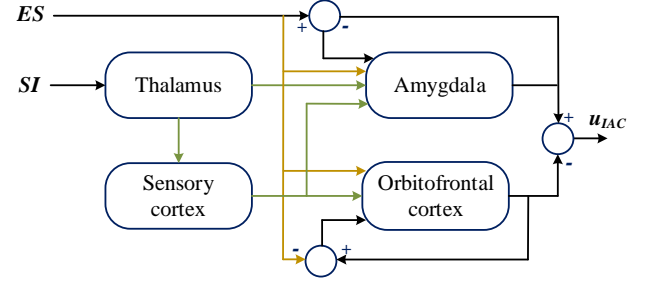 ES
+
-
SI
Thalamus
Amygdala
+
u_IAC
-
Sensory
cortex
Orbitofrontal
cortex
-
+